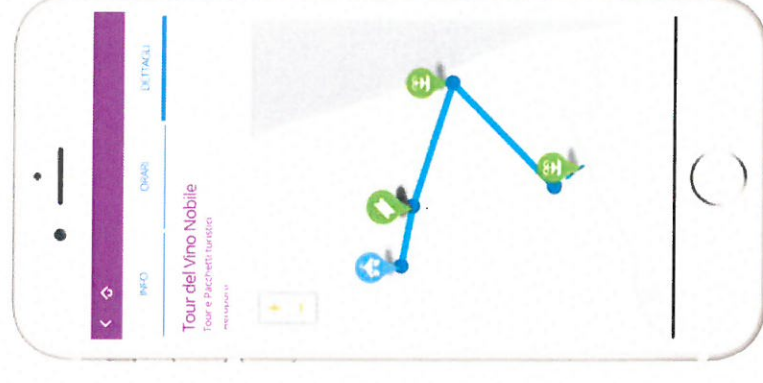 INFO ORARI DETTAGLI
Tour del Vino Nobile
Tour e Pacchetti turistici